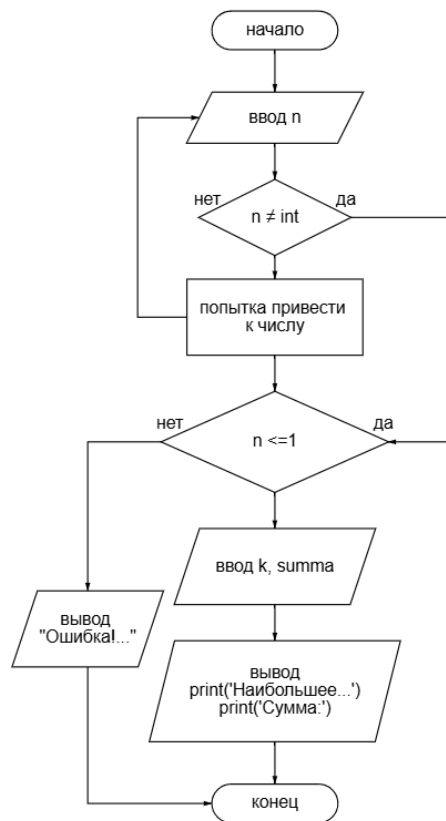 начало
ввод n
нет
да
n ≠ int
попытка привести
к числу
нет
да
n <=1
ввод k, summa
вывод
"Ошибка!..."
вывод
print('Наибольшее...')
print('Сумма:')
конец